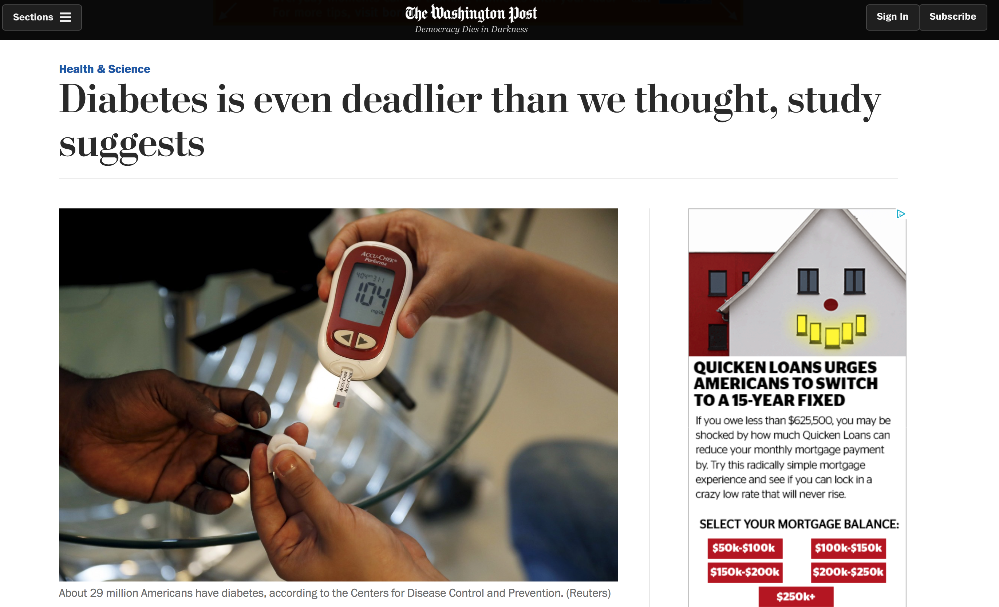 Sections
For more tips, visit
The Washington Post
Democracy Dies in Darkness
Sign In
Subscribe
Health & Science
Diabetes is even deadlier than we thought, study
suggests
ACCU-CHEK®
Performa
4:04am 31-1
104
mg/dL
ACCU-CHEK
ACCU-CHEK
QUICKEN LOANS URGES
AMERICANS TO SWITCH
TO A 15-YEAR FIXED
If you owe less than $625,500, you may be
shocked by how much Quicken Loans can
reduce your monthly mortgage payment
by. Try this radically simple mortgage
experience and see if you can lock in a
crazy low rate that will never rise.
SELECT YOUR MORTGAGE BALANCE:
$50k-$100k
$100k-$150k
$150k-$200k
$200k-$250k
$250k+
About 29 million Americans have diabetes, according to the Centers for Disease Control and Prevention. (Reuters)